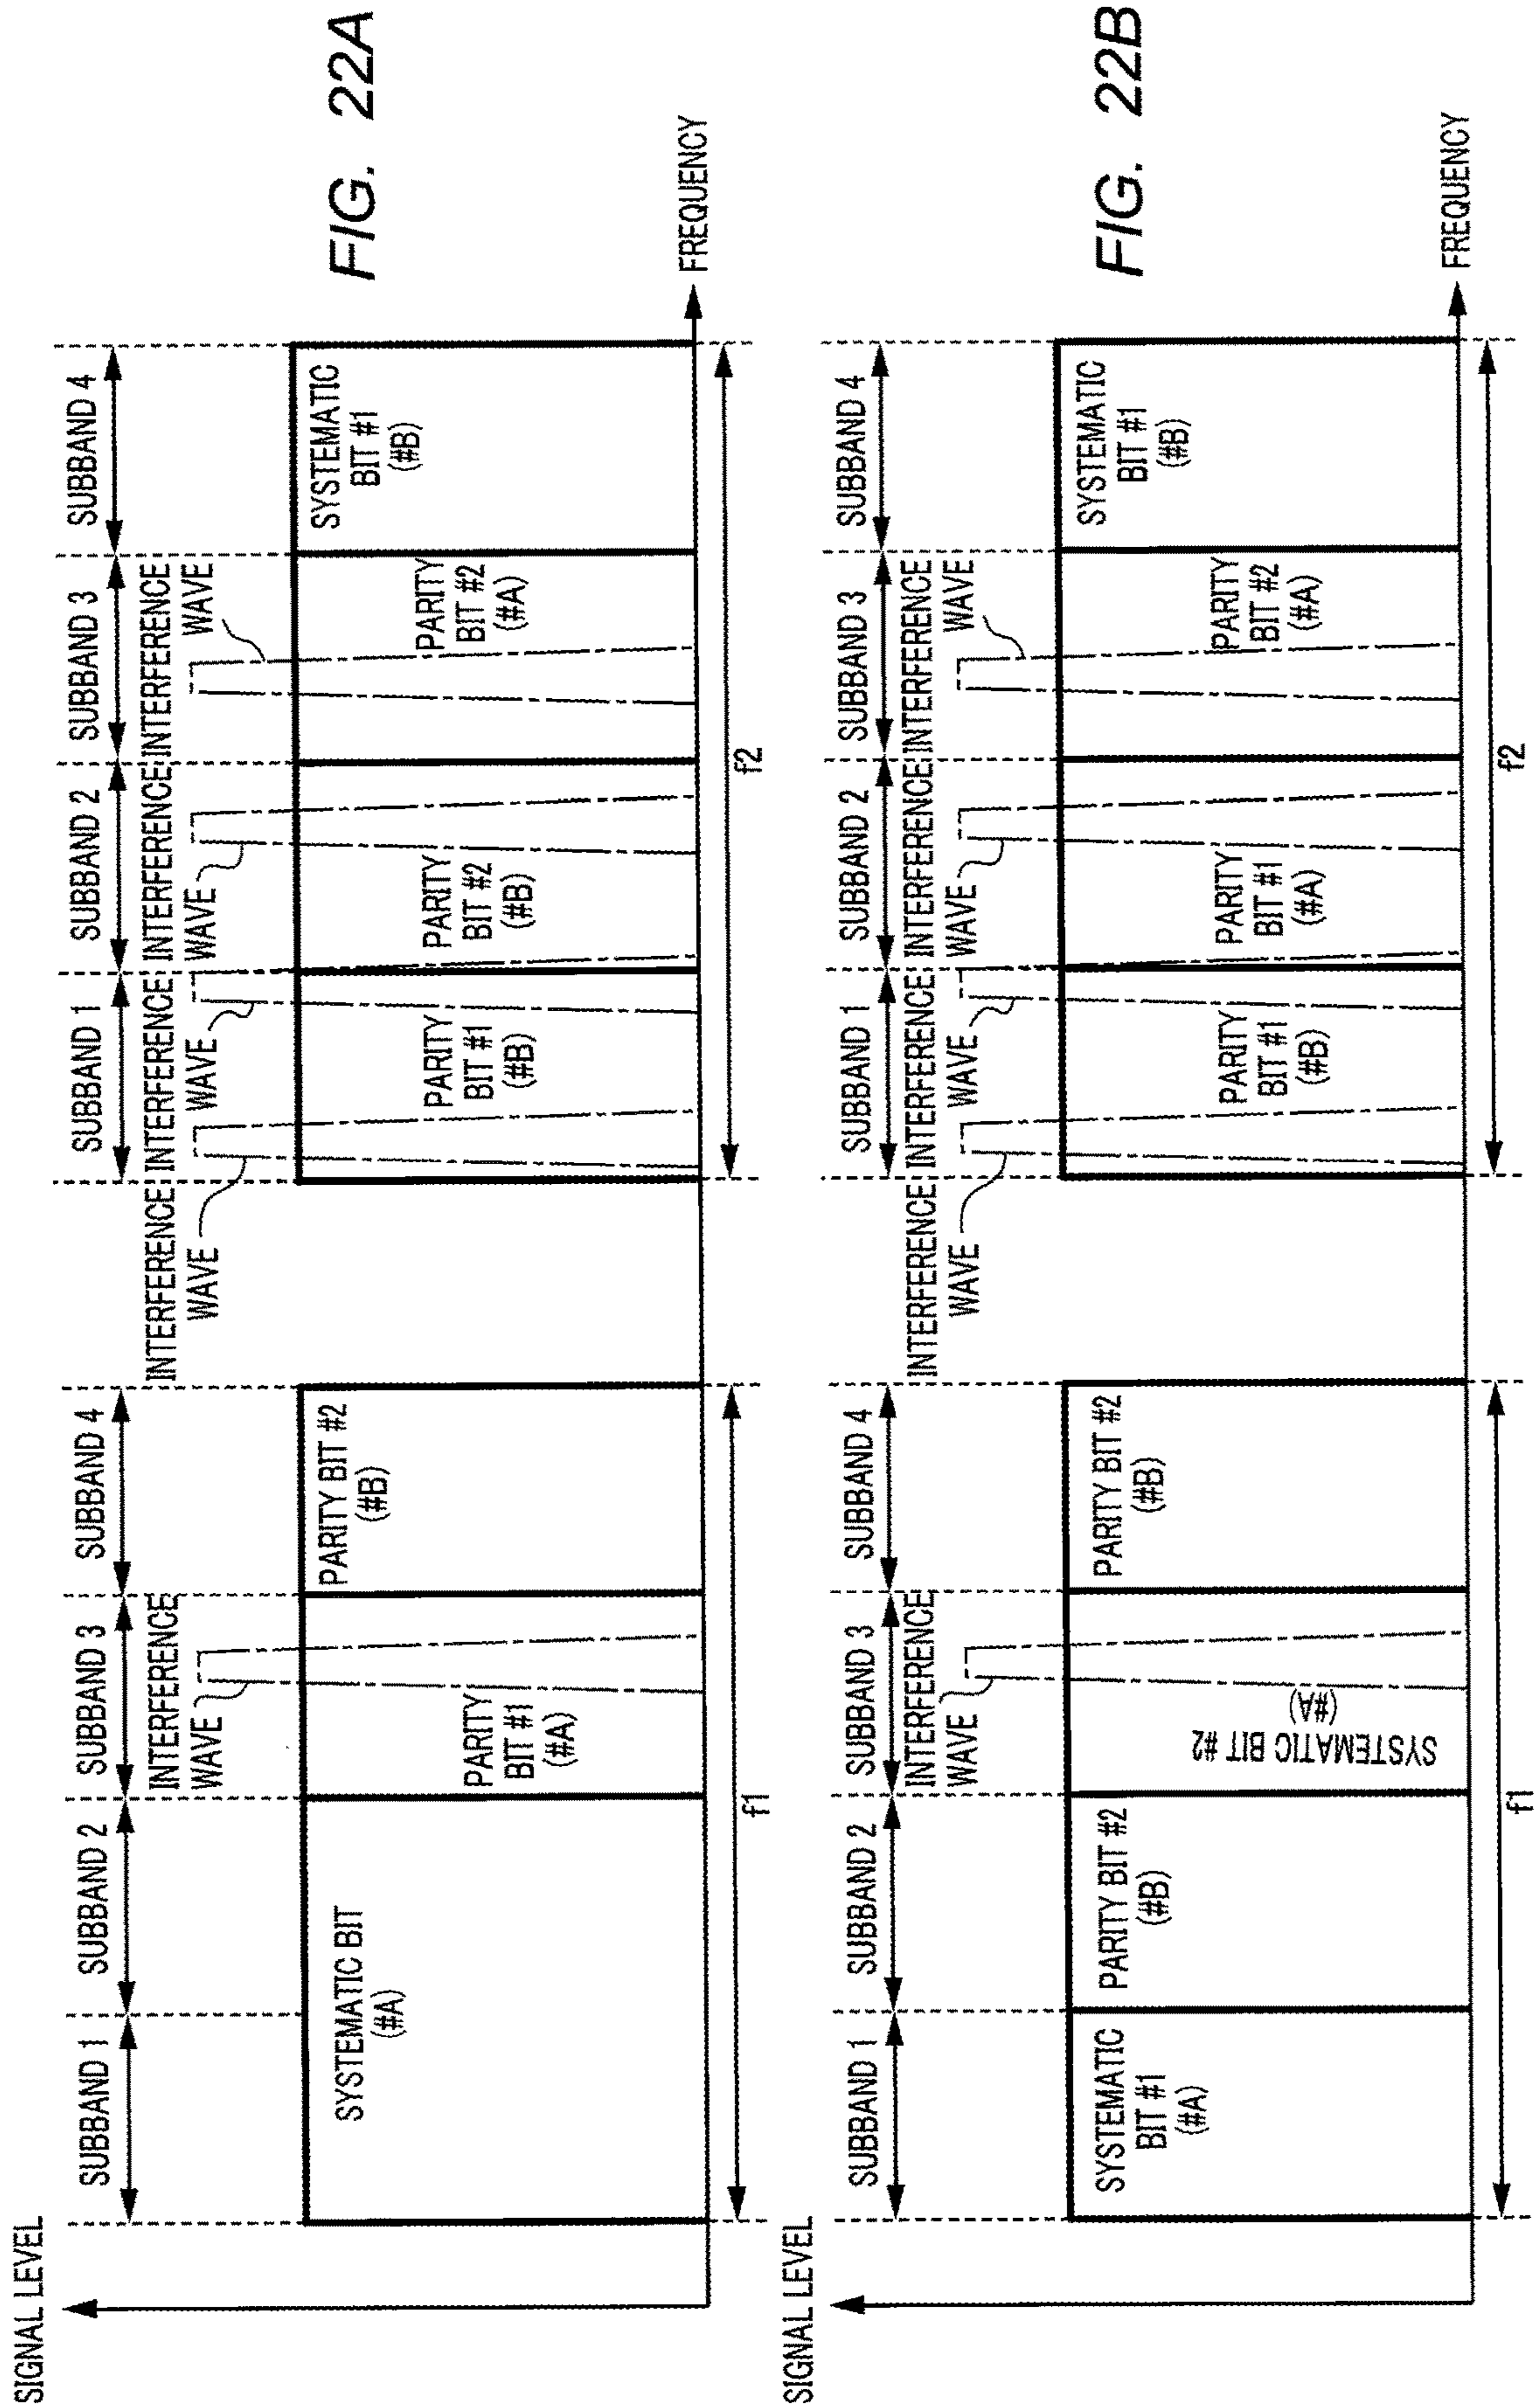 FIG. 22A
SIGNAL LEVEL
SUBBAND 1
SUBBAND 2
SUBBAND 3
SUBBAND 4
SUBBAND 1
SUBBAND 2
SUBBAND 3
SUBBAND 4
INTERFERENCE
WAVE
INTERFERENCE
WAVE
INTERFERENCE
WAVE
INTERFERENCE
WAVE
INTERFERENCE
WAVE
SYSTEMATIC BIT
(#A)
PARITY
BIT #1
(#A)
PARITY BIT #2
(#B)
PARITY
BIT #1
(#B)
PARITY
BIT #2
(#B)
PARITY
BIT #2
(#A)
SYSTEMATIC
BIT #1
(#B)
FREQUENCY
f1
f2
FIG. 22B
SIGNAL LEVEL
SUBBAND 1
SUBBAND 2
SUBBAND 3
SUBBAND 4
SUBBAND 1
SUBBAND 2
SUBBAND 3
SUBBAND 4
INTERFERENCE
WAVE
INTERFERENCE
WAVE
INTERFERENCE
WAVE
INTERFERENCE
WAVE
INTERFERENCE
WAVE
SYSTEMATIC
BIT #1
(#A)
PARITY BIT #2
(#B)
SYSTEMATIC BIT #2
(#A)
PARITY BIT #2
(#B)
PARITY
BIT #1
(#B)
PARITY
BIT #1
(#A)
PARITY
BIT #2
(#A)
SYSTEMATIC
BIT #1
(#B)
FREQUENCY
f1
f2